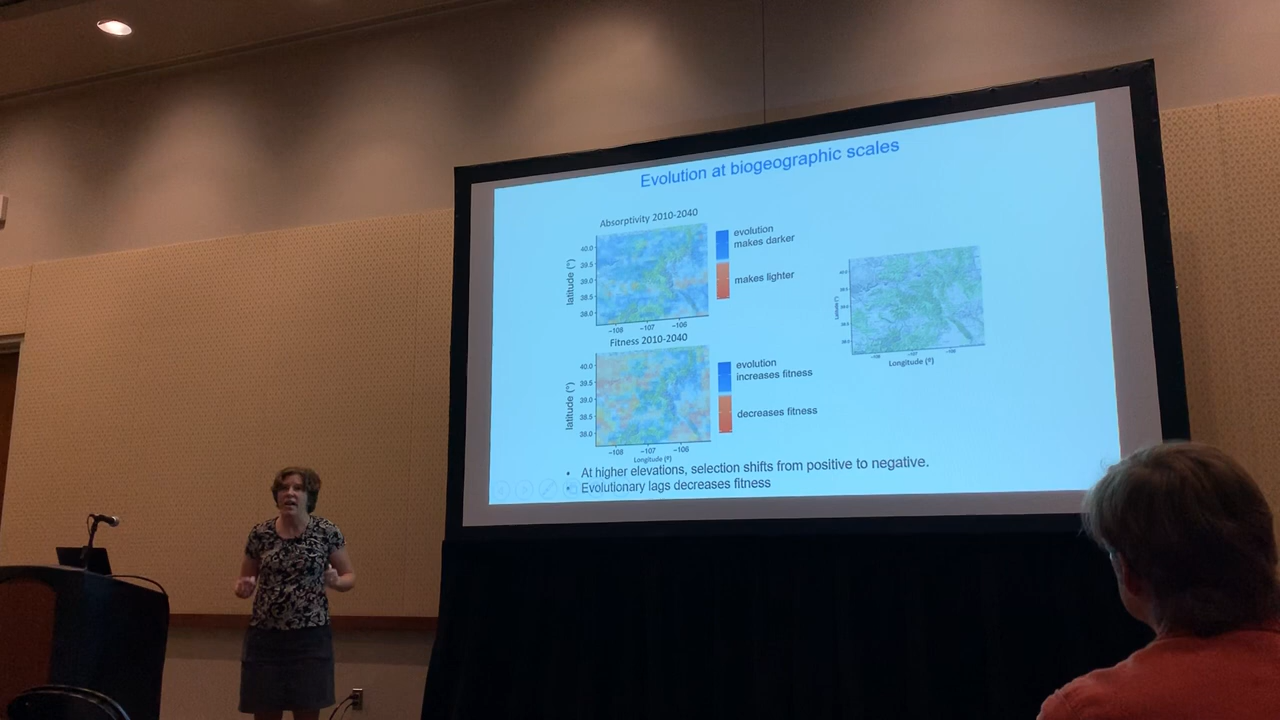 Evolution at biogeographic scales
Absorptivity 2010-2040
evolution
makes darker
makes lighter
latitude (°)
40.0
39.5
39.0
38.5
38.0
−108 −107 −106
Fitness 2010-2040
evolution
increases fitness
decreases fitness
latitude (°)
40.0
39.5
39.0
38.5
38.0
−108 −107 −106
Longitude (º)
Latitude (°)
Longitude (º)
• At higher elevations, selection shifts from positive to negative.
• Evolutionary lags decreases fitness